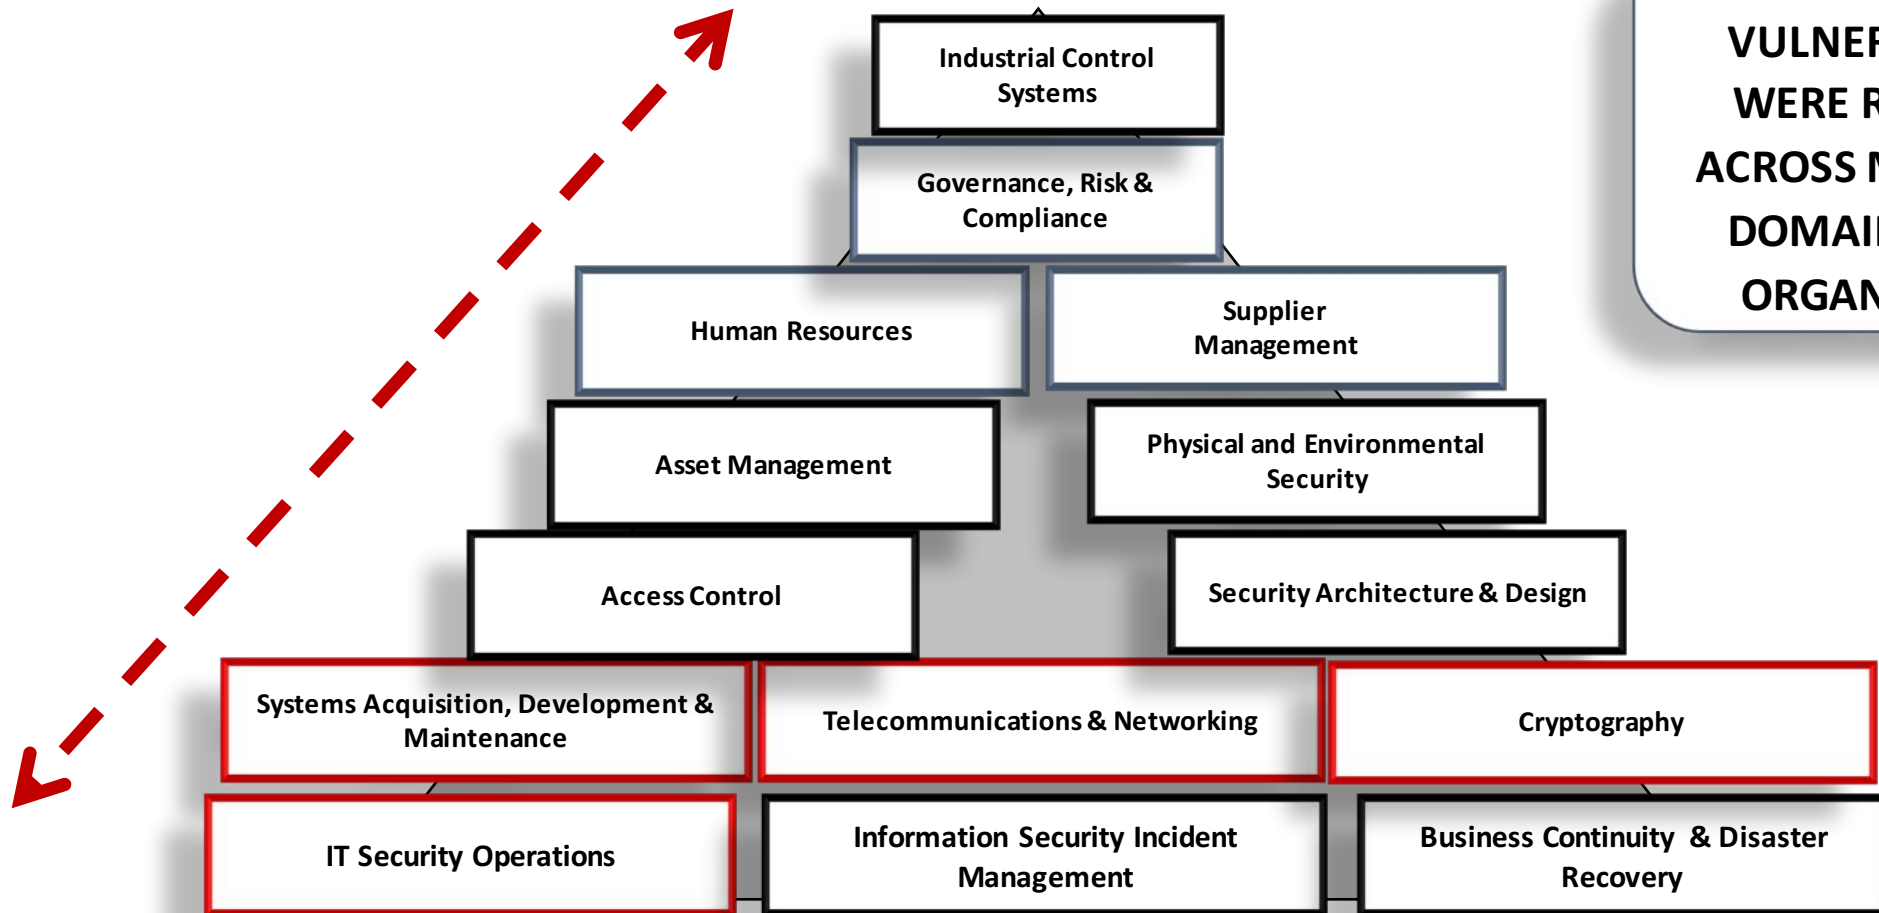 Industrial Control
Systems
Governance, Risk &
Compliance
Human Resources
Supplier
Management
Asset Management
Physical and Environmental
Security
Access Control
Security Architecture & Design
Systems Acquisition, Development &
Maintenance
Telecommunications & Networking
Cryptography
IT Security Operations
Information Security Incident
Management
Business Continuity & Disaster
Recovery
WERE
ACROSS